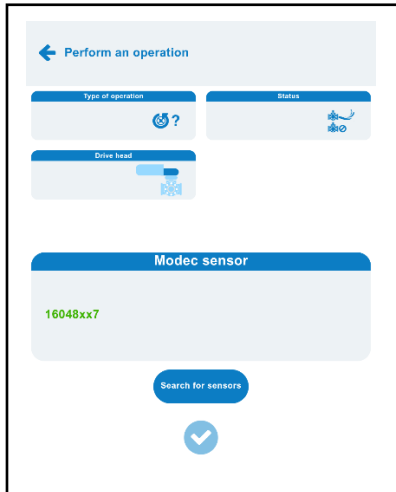 Perform an operation
Type of operation
?
Status
Drive head
Modec sensor
16048xx7
Search for sensors